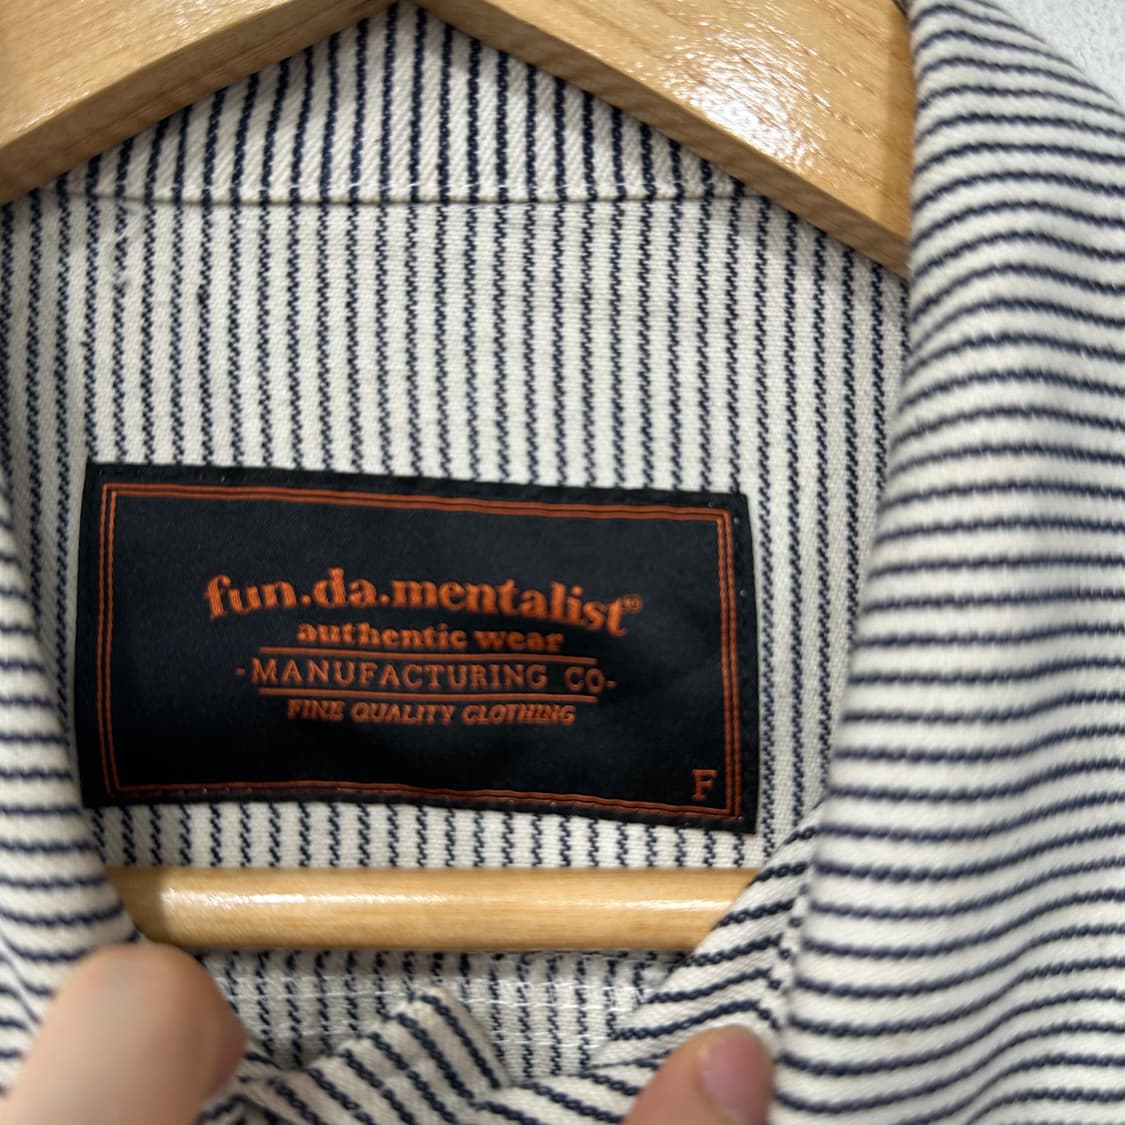 fun.da.mentalist®
authentic wear
-MANUFACTURING CO-
FINE QUALITY CLOTHING
F